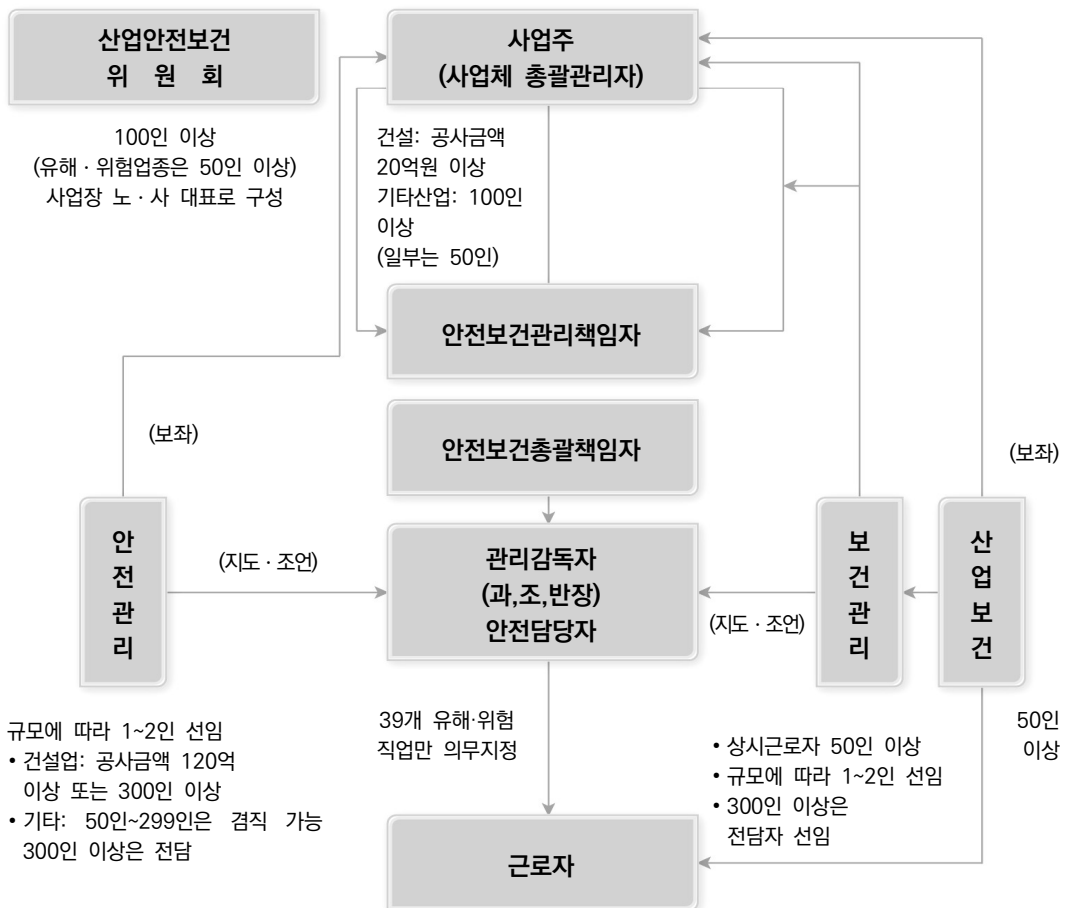 산업안전보건
위 원 회
100인 이상
(유해 · 위험업종은 50인 이상)
사업장 노 · 사 대표로 구성
사업주
(사업체 총괄관리자)
건설: 공사금액
20억원 이상
기타산업: 100인
이상
(일부는 50인)
안전보건관리책임자
안전보건총괄책임자
(보좌)
(보좌)
안
전
관
리
(지도 · 조언)
관리감독자
(과,조,반장)
안전담당자
(지도 · 조언)
보
건
관
리
산
업
보
건
규모에 따라 1~2인 선임
• 건설업: 공사금액 120억
이상 또는 300인 이상
• 기타: 50인~299인은 겸직 가능
300인 이상은 전담
39개 유해·위험
직업만 의무지정
• 상시근로자 50인 이상
• 규모에 따라 1~2인 선임
• 300인 이상은
전담자 선임
50인
이상
근로자